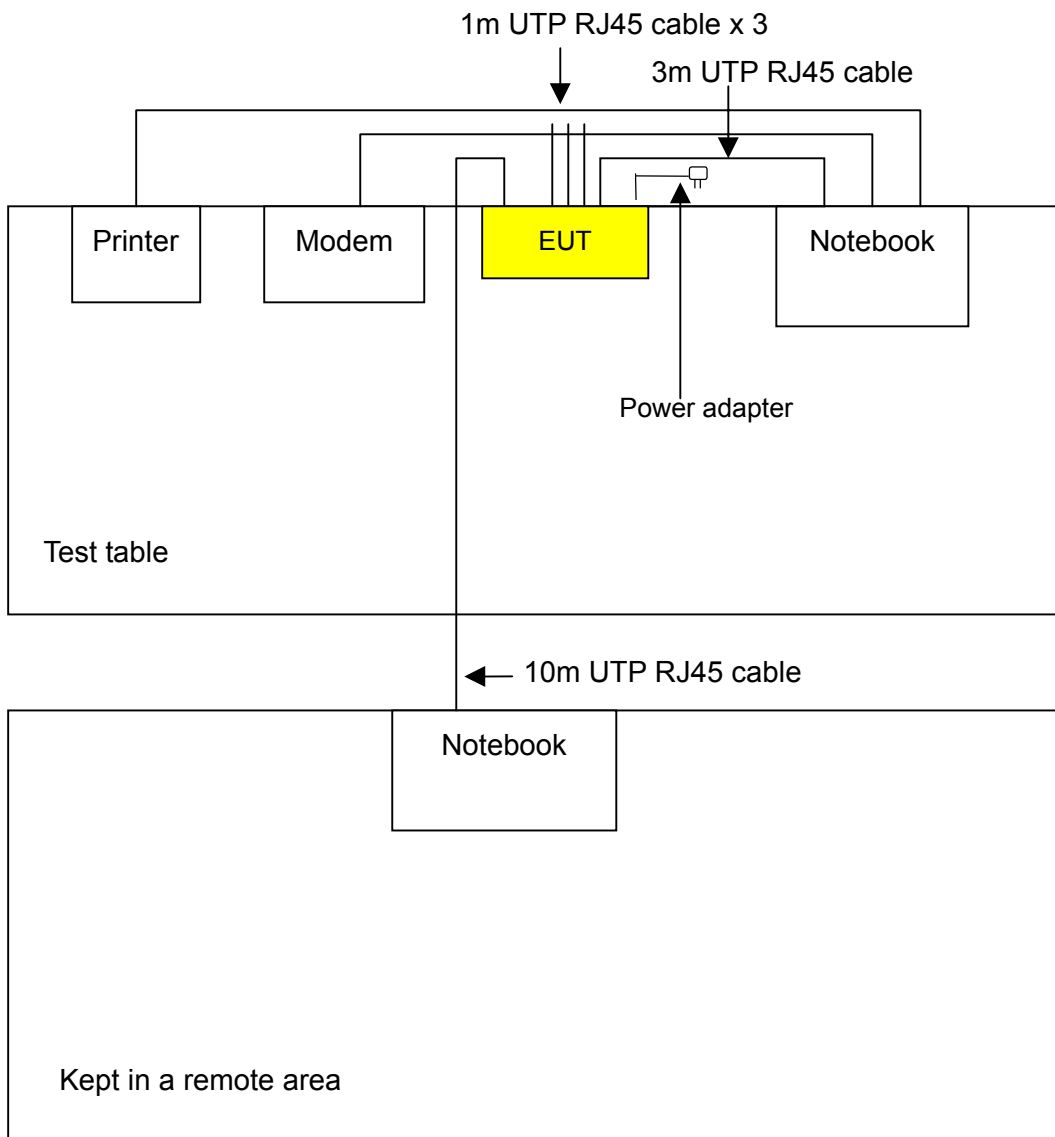 1m UTP RJ45 cable x 3
3m UTP RJ45 cable
Printer
Modem
EUT
Notebook
Power adapter
Test table
10m UTP RJ45 cable
Notebook
Kept in a remote area